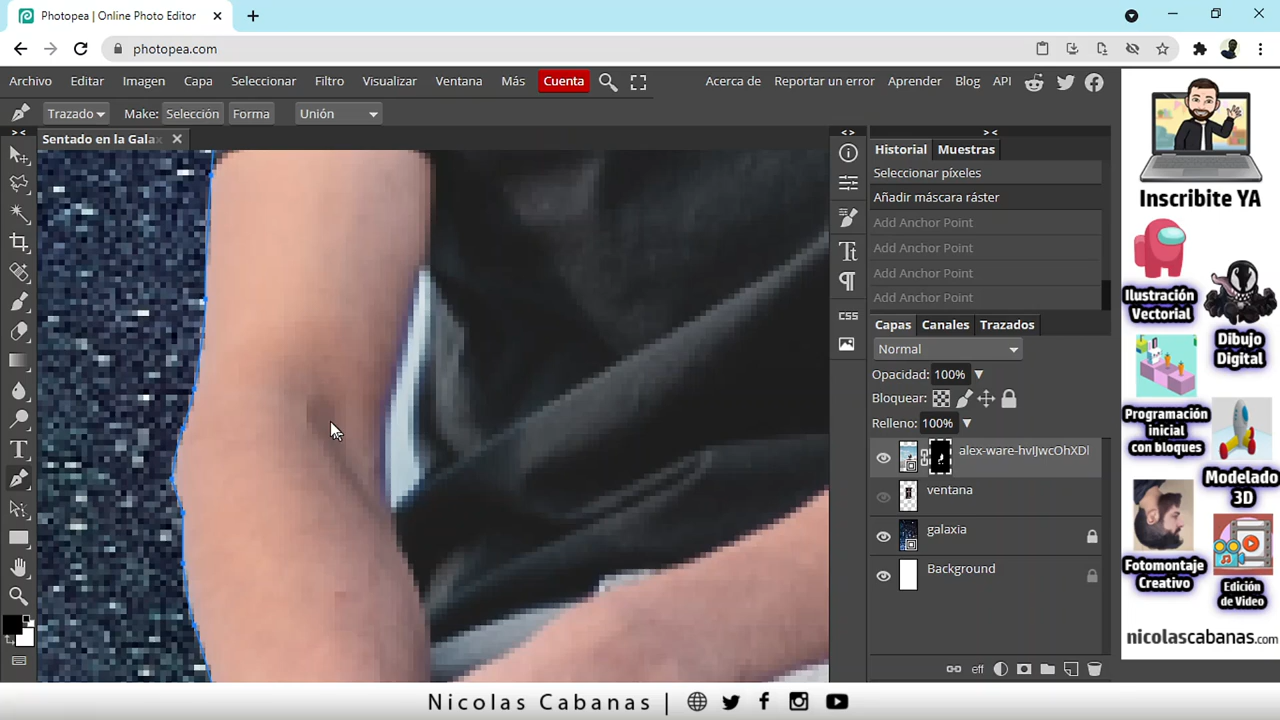 Photopea | Online Photo Editor
photopea.com
Archivo Editar Imagen Capa Seleccionar Filtro Visualizar Ventana Más Cuenta Acerca de Reportar un error Aprender Blog API
Trazado Make: Selección Forma Unión
Sentado en la Gala
Historial Muestras
Seleccionar píxeles
Añadir máscara ráster
Add Anchor Point
Add Anchor Point
Add Anchor Point
Add Anchor Point
CSS
Capas Canales Trazados
Normal
Opacidad: 100%
Bloquear:
Relleno: 100%
alex-ware-hvIJwcOhXDI
ventana
galaxia
Background
eff
Inscribite YA
Ilustración
Vectorial
Dibujo
Digital
Programación
inicial
con bloques
Modelado
3D
Fotomontaje
Creativo
Edición
de Video
nicolascabanas.com
Nicolas Cabanas |